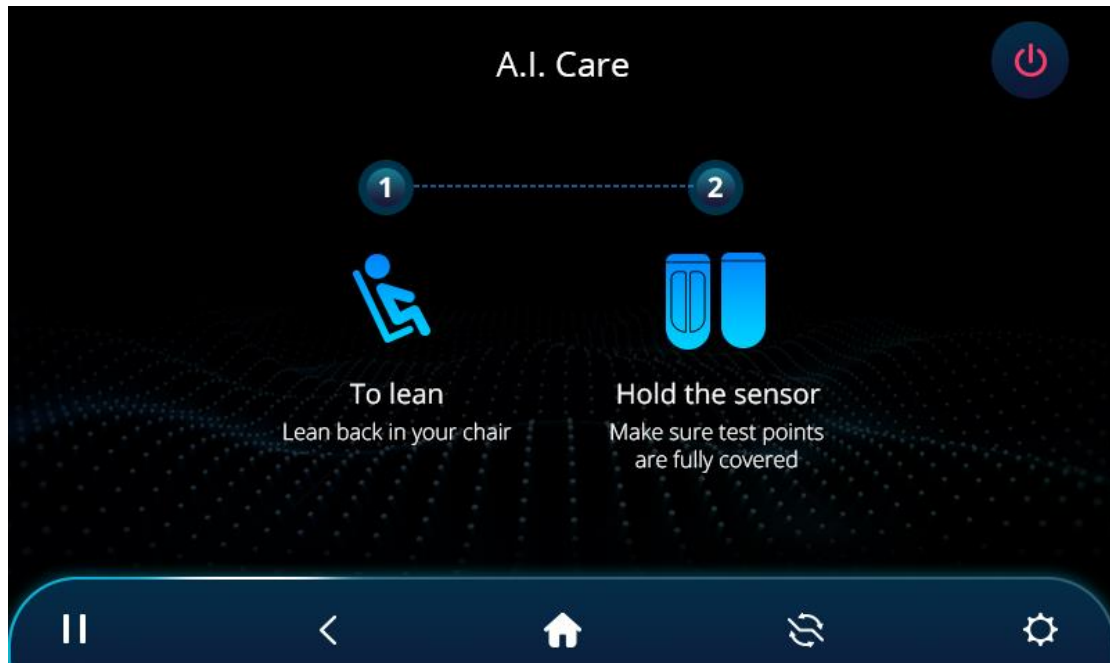 A.I. Care
1
2
To lean
Lean back in your chair
Hold the sensor
Make sure test points
are fully covered